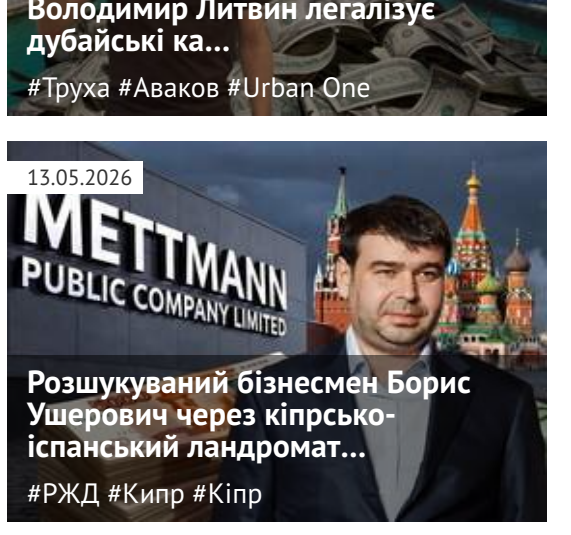 Володимир Литвин легалізує
дубайські ка...
#Труха #Аваков #Urban One
13.05.2026
METTMANN
PUBLIC COMPANY LIMITED
Розшукуваний бізнесмен Борис
Ушерович через кіпрсько-
іспанський ландромат...
#РЖД #Кипр #Кіпр